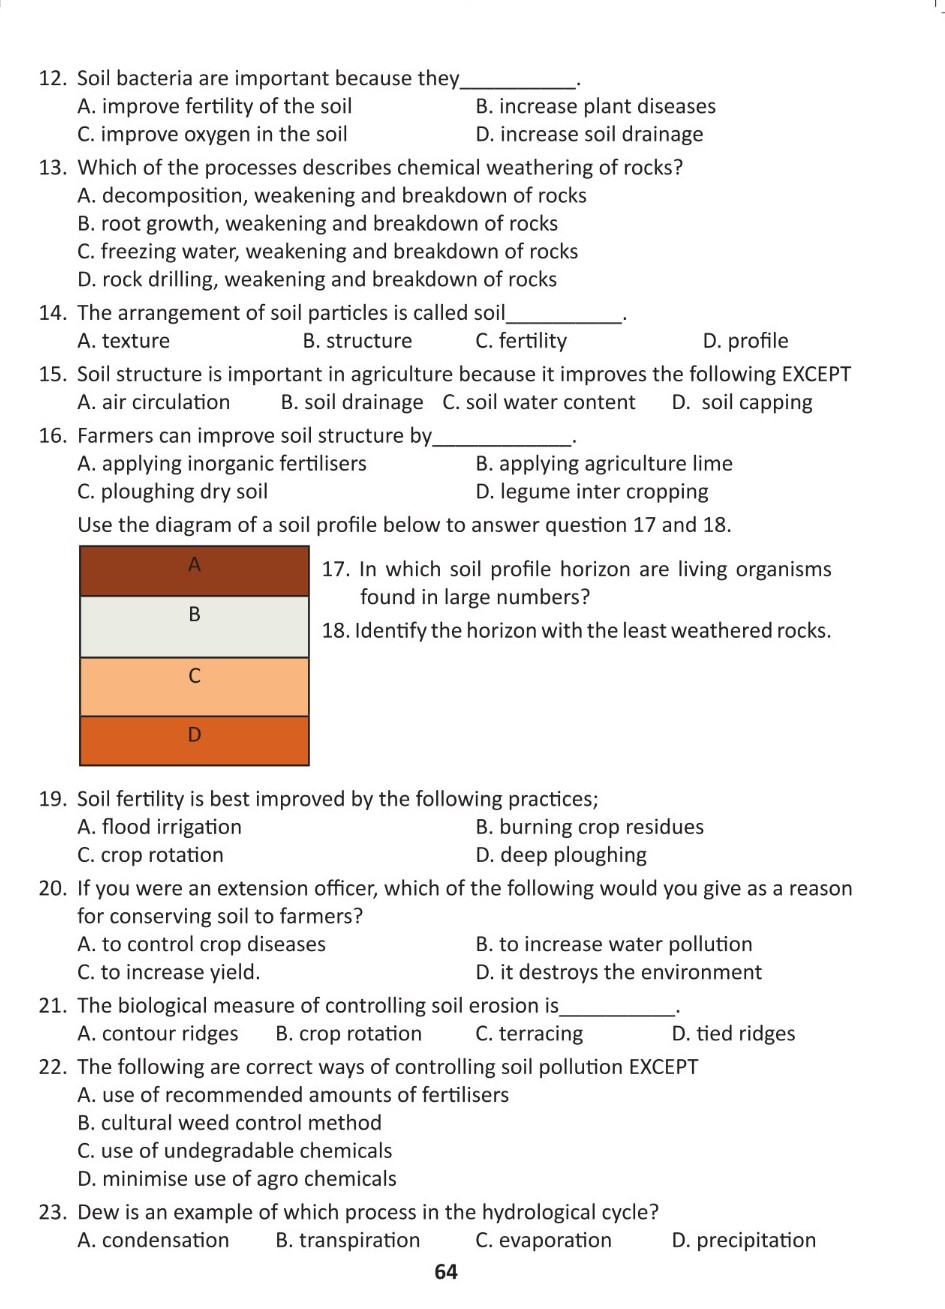 12. Soil bacteria are important because they__________.
A. improve fertility of the soil B. increase plant diseases
C. improve oxygen in the soil D. increase soil drainage
13. Which of the processes describes chemical weathering of rocks?
A. decomposition, weakening and breakdown of rocks
B. root growth, weakening and breakdown of rocks
C. freezing water, weakening and breakdown of rocks
D. rock drilling, weakening and breakdown of rocks
14. The arrangement of soil particles is called soil__________.
A. texture B. structure C. fertility D. profile
15. Soil structure is important in agriculture because it improves the following EXCEPT
A. air circulation B. soil drainage C. soil water content D. soil capping
16. Farmers can improve soil structure by____________.
A. applying inorganic fertilisers B. applying agriculture lime
C. ploughing dry soil D. legume inter cropping
Use the diagram of a soil profile below to answer question 17 and 18.
A
B
C
D
17. In which soil profile horizon are living organisms
found in large numbers?
18. Identify the horizon with the least weathered rocks.
19. Soil fertility is best improved by the following practices;
A. flood irrigation B. burning crop residues
C. crop rotation D. deep ploughing
20. If you were an extension officer, which of the following would you give as a reason
for conserving soil to farmers?
A. to control crop diseases B. to increase water pollution
C. to increase yield. D. it destroys the environment
21. The biological measure of controlling soil erosion is__________.
A. contour ridges B. crop rotation C. terracing D. tied ridges
22. The following are correct ways of controlling soil pollution EXCEPT
A. use of recommended amounts of fertilisers
B. cultural weed control method
C. use of undegradable chemicals
D. minimise use of agro chemicals
23. Dew is an example of which process in the hydrological cycle?
A. condensation B. transpiration C. evaporation D. precipitation
64